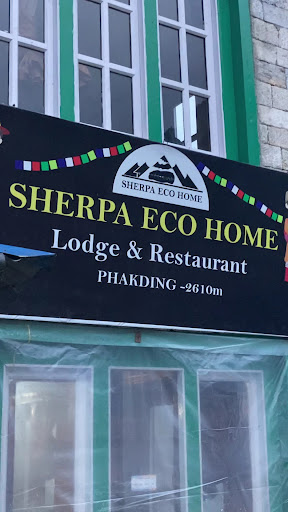 SHERPA ECO HOME
SHERPA ECO HOME
Lodge & Restaurant
PHAKDING -2610m